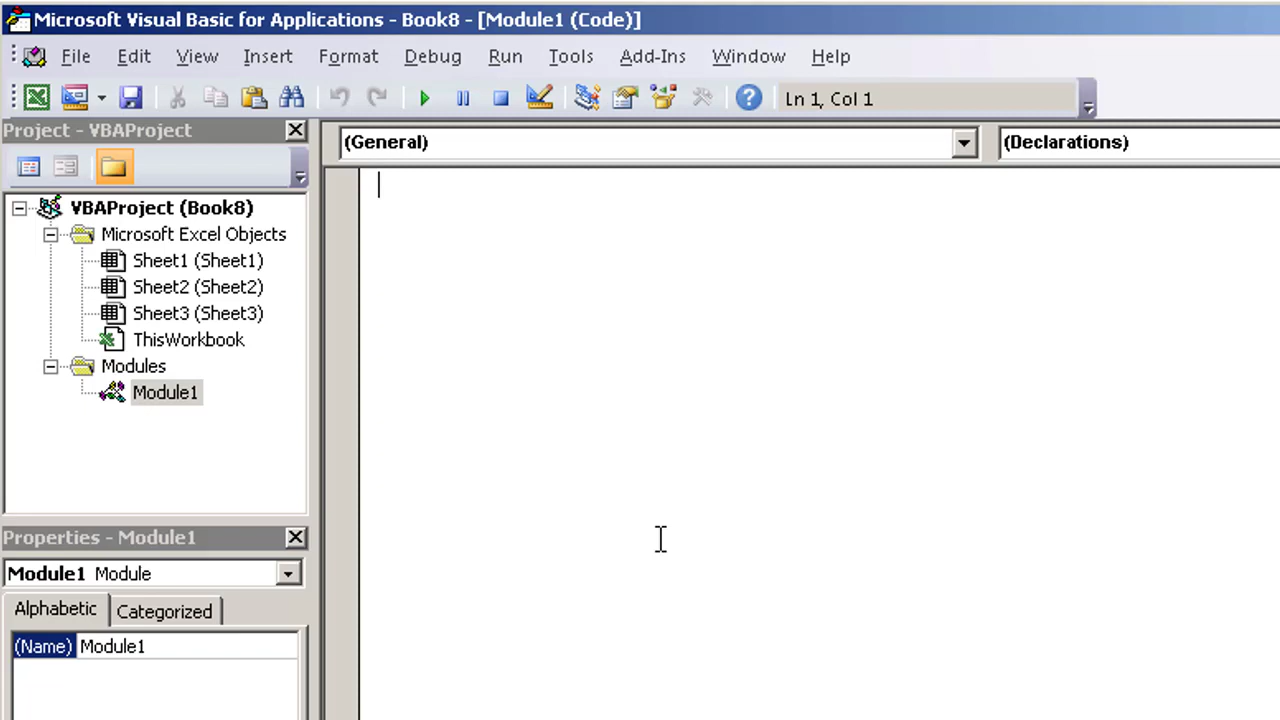 Microsoft Visual Basic for Applications - Book8 - [Module1 (Code)]
File Edit View Insert Format Debug Run Tools Add-Ins Window Help
Ln 1, Col 1
Project - VBAProject
(General) (Declarations)
VBAProject (Book8)
Microsoft Excel Objects
Sheet1 (Sheet1)
Sheet2 (Sheet2)
Sheet3 (Sheet3)
ThisWorkbook
Modules
Module1
Properties - Module1
Module1 Module
Alphabetic Categorized
(Name) Module1